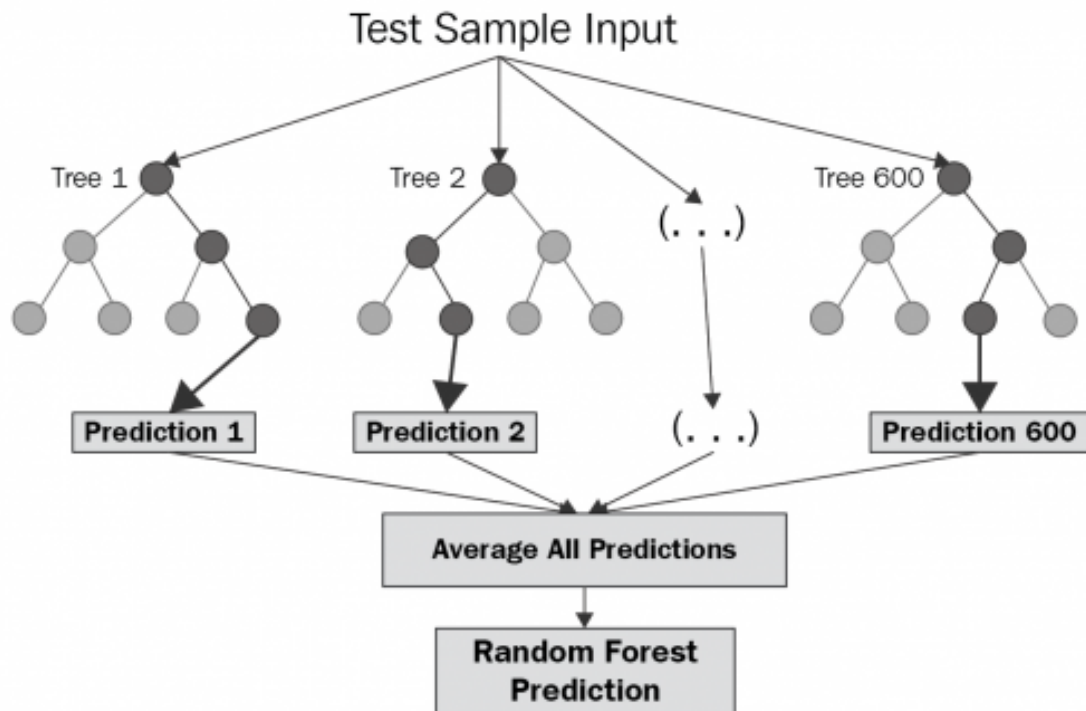 Test Sample Input
Tree 1
Tree 2
Tree 600
(. . .)
Prediction 1
Prediction 2
(. . .)
Prediction 600
Average All Predictions
Random Forest
Prediction